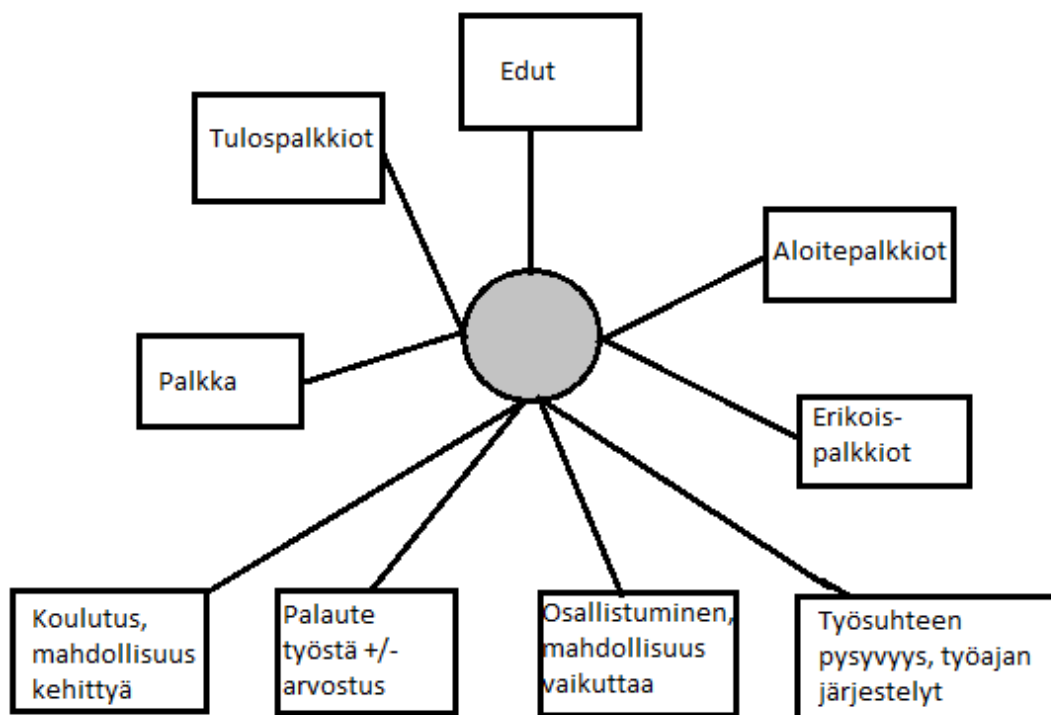 Edut
Tulospalkkiot
Aloitepalkkiot
Palkka
Erikois-
palkkiot
Koulutus,
mahdollisuus
kehittyä
Palaute
työstä +/-
arvostus
Osallistuminen,
mahdollisuus
vaikuttaa
Työsuhteen
pysyvyys, työajan
järjestelyt